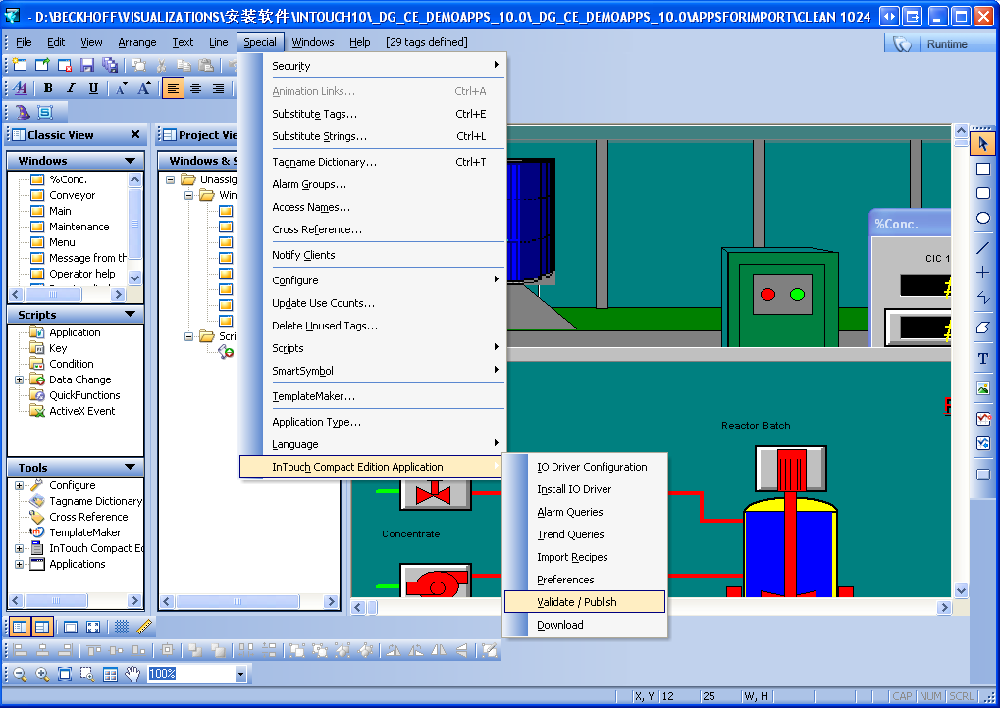 - D:\BECKHOFF\VISUALIZATIONS\安装软件\INTOUCH10\_DG_CE_DEMOAPPS_10.0\_DG_CE_DEMOAPPS_10.0\APPSFORIMPORT\CLEAN 1024
File Edit View Arrange Text Line Special Windows Help [29 tags defined]
Runtime
Classic View
Project Vie
Windows
%Conc.
Conveyor
Main
Maintenance
Menu
Message from th
Operator help
Scripts
Application
Key
Condition
Data Change
QuickFunctions
ActiveX Event
Tools
Configure
Tagname Dictionary
Cross Reference
TemplateMaker
InTouch Compact Ed
Applications
Windows & S
Unassig
Win
Scri
Security
Animation Links... Ctrl+A
Substitute Tags... Ctrl+E
Substitute Strings... Ctrl+L
Tagname Dictionary... Ctrl+T
Alarm Groups...
Access Names...
Cross Reference...
Notify Clients
Configure
Update Use Counts...
Delete Unused Tags...
Scripts
SmartSymbol
TemplateMaker...
Application Type...
Language
InTouch Compact Edition Application
IO Driver Configuration
Install IO Driver
Alarm Queries
Trend Queries
Import Recipes
Preferences
Validate / Publish
Download
%Conc.
CIC 1
Reactor Batch
Concentrate
100%
X, Y 12 25 W, H CAP NUM SCRL